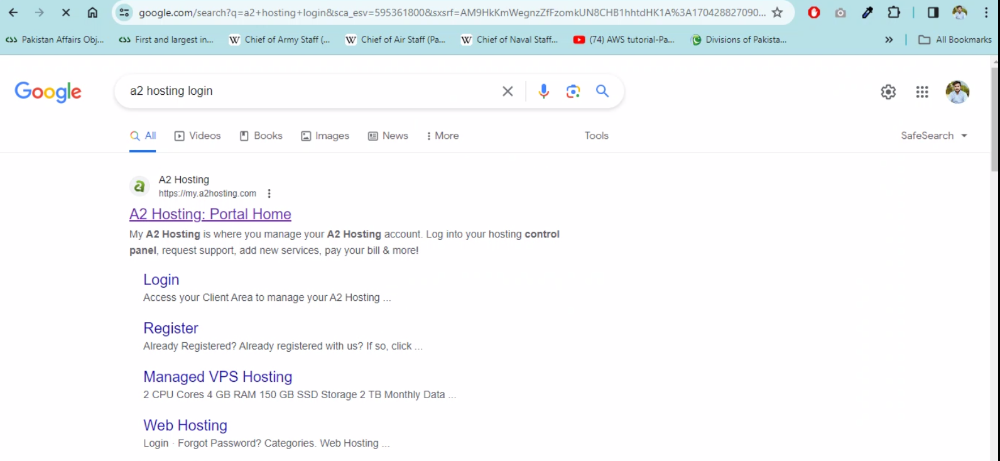 google.com/search?q=a2+hosting+login&sca_esv=595361800&sxsrf=AM9HkKmWegnzZfFzomkUN8CHB1hhtdHK1A%3A170428827090...
Pakistan Affairs Obj... First and largest in... Chief of Army Staff (... Chief of Air Staff (Pa... Chief of Naval Staff... (74) AWS tutorial-Pa... Divisions of Pakista... » All Bookmarks
Google a2 hosting login
All Videos Books Images News More Tools SafeSearch
A2 Hosting
https://my.a2hosting.com
A2 Hosting: Portal Home
My A2 Hosting is where you manage your A2 Hosting account. Log into your hosting control
panel, request support, add new services, pay your bill & more!
Login
Access your Client Area to manage your A2 Hosting ...
Register
Already Registered? Already registered with us? If so, click ...
Managed VPS Hosting
2 CPU Cores 4 GB RAM 150 GB SSD Storage 2 TB Monthly Data ...
Web Hosting
Login · Forgot Password? Categories. Web Hosting ...